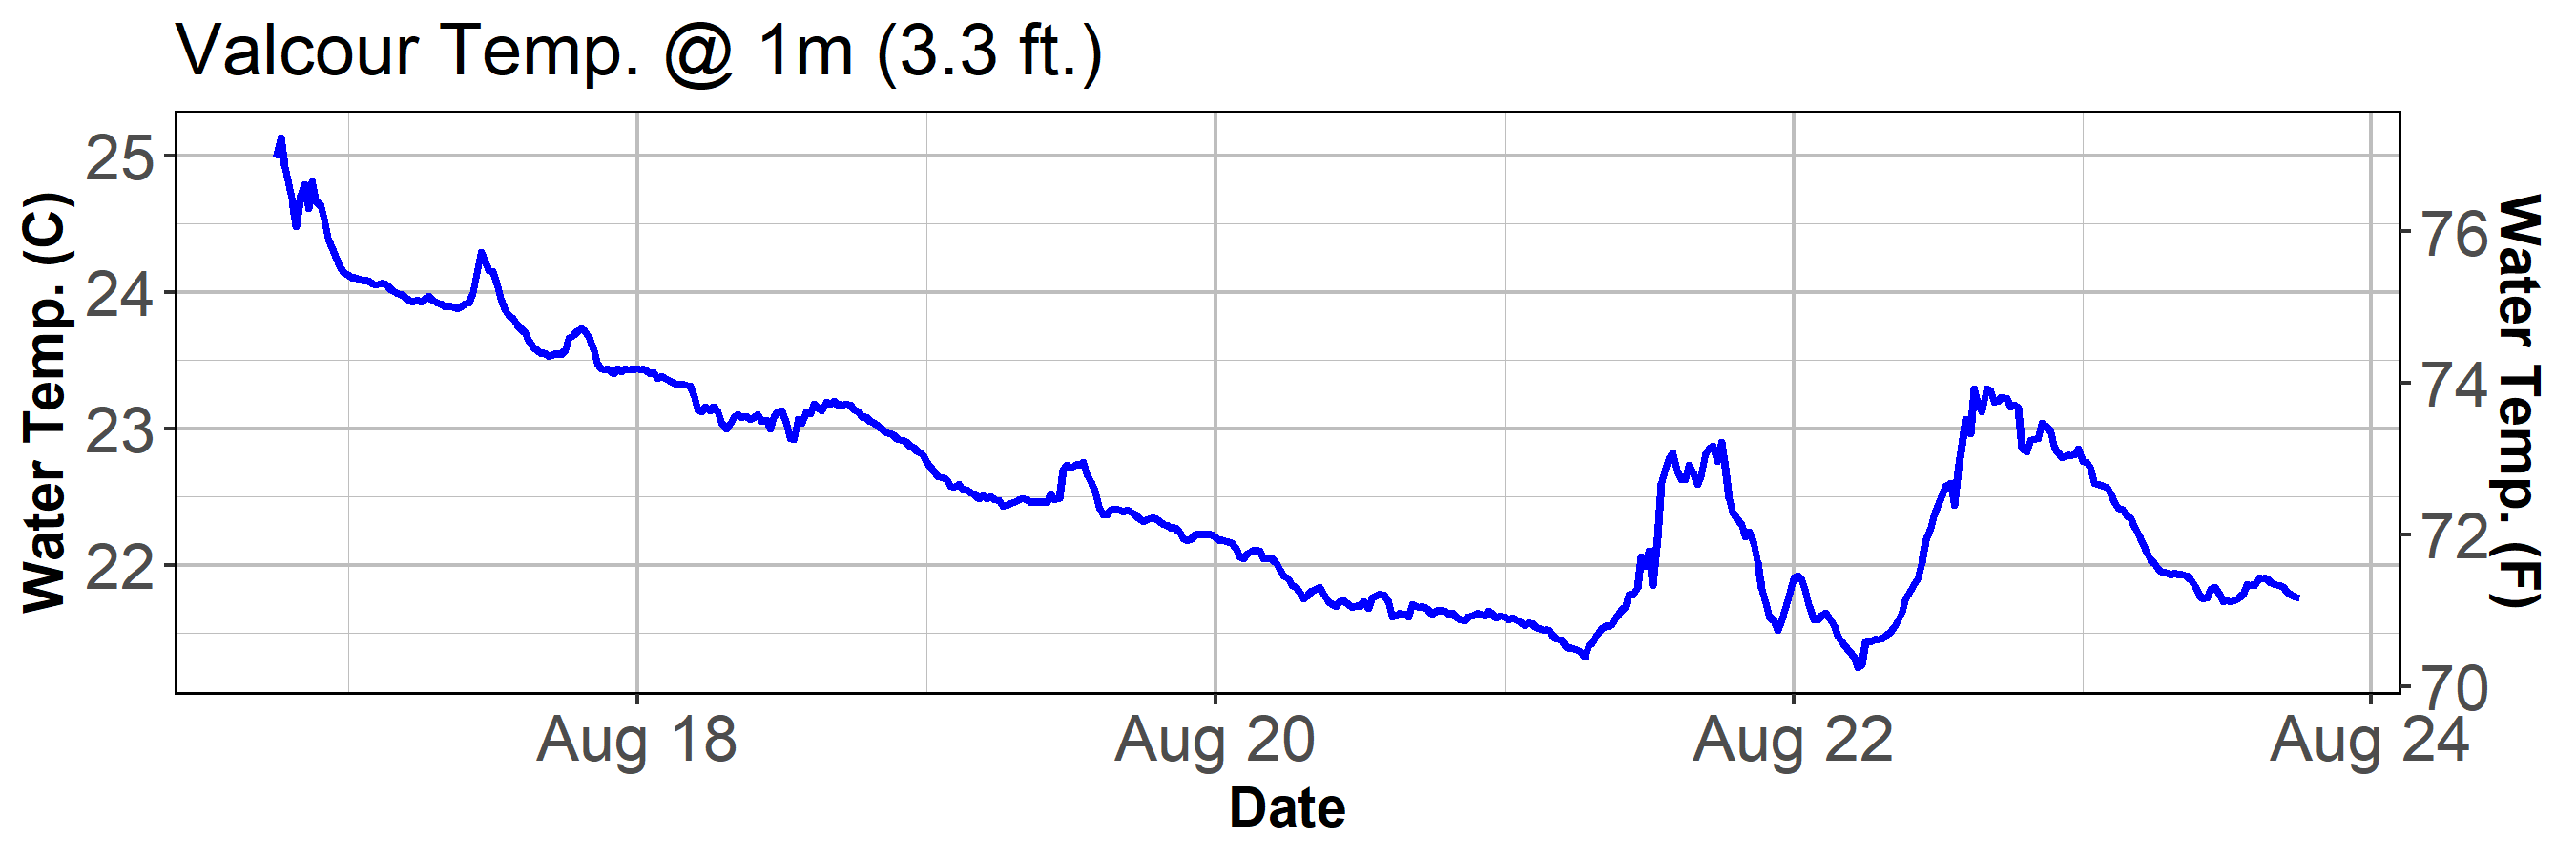 Valcour Temp. @ 1m (3.3 ft.)
Water Temp. (C)
25
24
23
22
Water Temp. (F)
76
74
72
70
Aug 18
Aug 20
Aug 22
Aug 24
Date